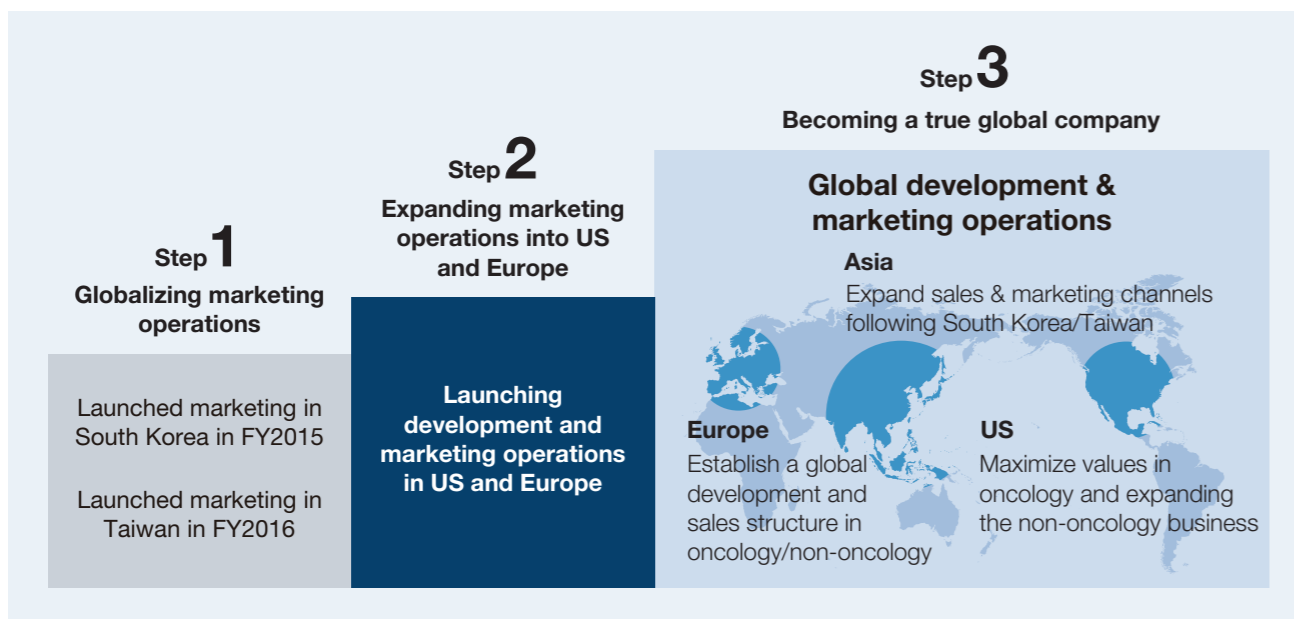 Step 1
Globalizing marketing
operations
Launched marketing in
South Korea in FY2015
Launched marketing in
Taiwan in FY2016
Step 2
Expanding marketing
operations into US
and Europe
Launching
development and
marketing operations
in US and Europe
Step 3
Becoming a true global company
Global development &
marketing operations
Asia
Expand sales & marketing channels
following South Korea/Taiwan
Europe
Establish a global
development and
sales structure in
oncology/non-oncology
US
Maximize values in
oncology and expanding
the non-oncology business